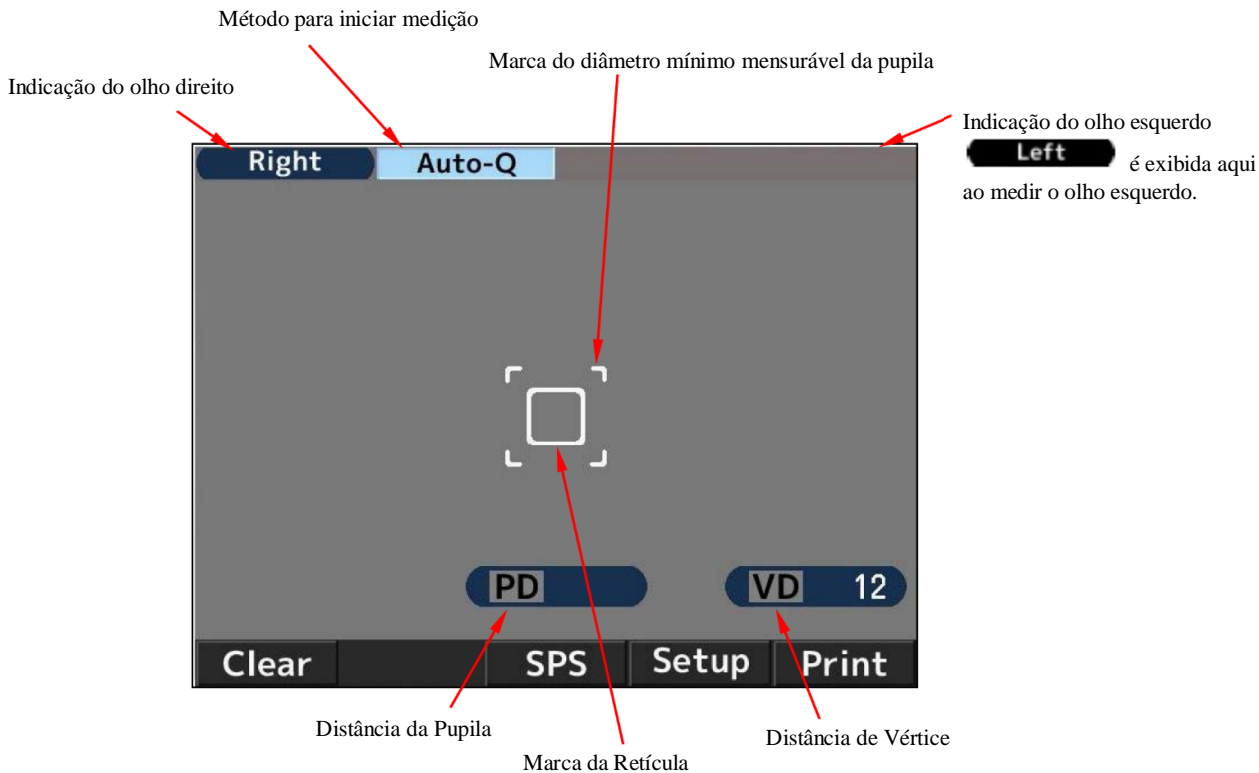 Método para iniciar medição
Marca do diâmetro mínimo mensurável da pupila
Indicação do olho direito
Indicação do olho esquerdo
Left é exibida aqui
ao medir o olho esquerdo.
Right Auto-Q
PD VD 12
Clear SPS Setup Print
Distância da Pupila
Distância de Vértice
Marca da Retícula